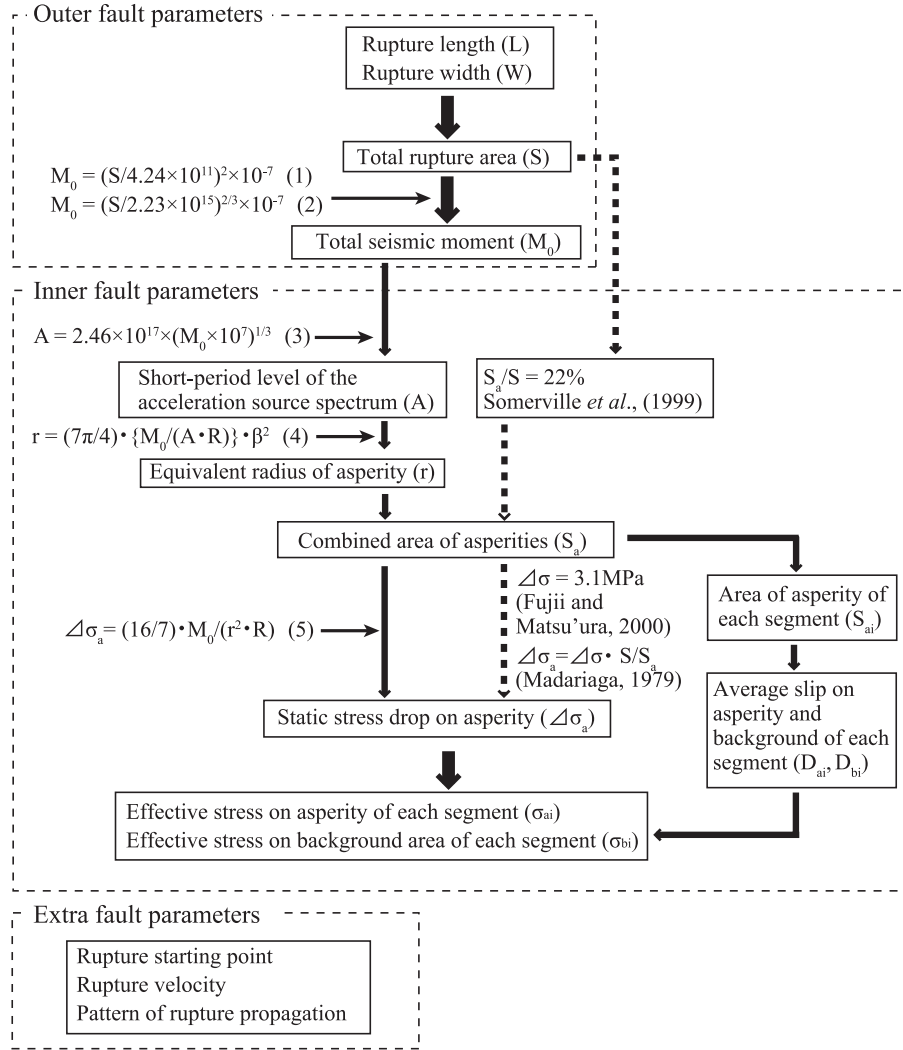 Outer fault parameters
Rupture length (L)
Rupture width (W)
Total rupture area (S)
M₀ = (S/4.24×10¹¹)²×10⁻⁷ (1)
M₀ = (S/2.23×10¹⁵)²/³×10⁻⁷ (2)
Total seismic moment (M₀)
Inner fault parameters
A = 2.46×10¹⁷×(M₀×10⁷)¹/³ (3)
Short-period level of the
acceleration source spectrum (A)
Sₐ/S = 22%
Somerville et al., (1999)
r = (7π/4)・{M₀/(A・R)}・β² (4)
Equivalent radius of asperity (r)
Combined area of asperities (Sₐ)
⊿σ = 3.1MPa
(Fujii and
Matsu’ura, 2000)
⊿σₐ=⊿σ・ S/Sₐ
(Madariaga, 1979)
Area of asperity of
each segment (Sₐᵢ)
⊿σₐ= (16/7)・M₀/(r²・R) (5)
Average slip on
asperity and
background of each
segment (Dₐᵢ, D_bi)
Static stress drop on asperity (⊿σₐ)
Effective stress on asperity of each segment (σₐᵢ)
Effective stress on background area of each segment (σ_bi)
Extra fault parameters
Rupture starting point
Rupture velocity
Pattern of rupture propagation